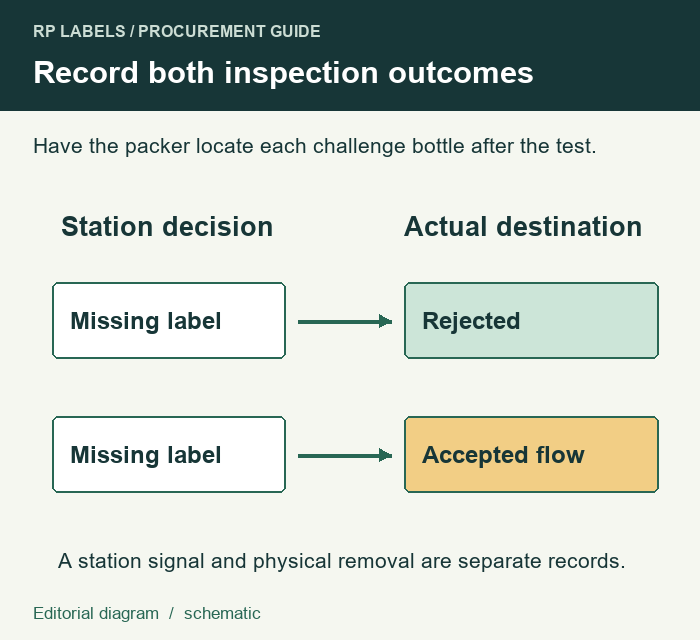 RP LABELS / PROCUREMENT GUIDE
Record both inspection outcomes
Have the packer locate each challenge bottle after the test.
Station decision
Actual destination
Missing label
Rejected
Missing label
Accepted flow
A station signal and physical removal are separate records.
Editorial diagram / schematic